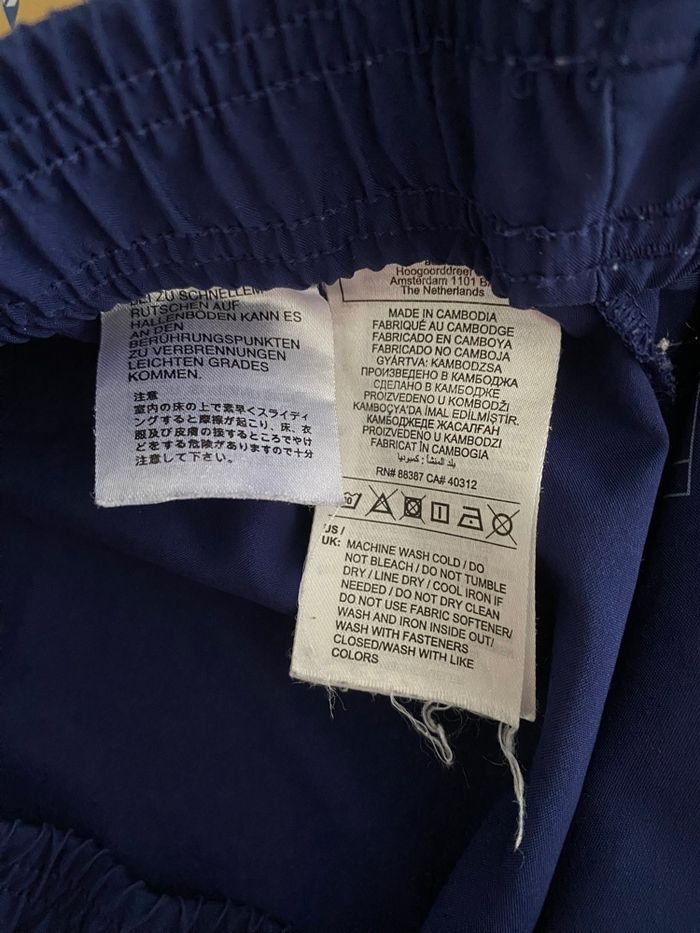 BEI ZU SCHNELLEM
RUTSCHEN AUF
HALLENBÖDEN KANN ES
AN DEN
BERÜHRUNGSPUNKTEN
ZU VERBRENNUNGEN
LEICHTEN GRADES
KOMMEN.
注意
室内の床の上で素早くスライディ
ングすると摩擦が起こり、床、衣
服及び皮膚の接するところでやけ
どをする危険がありますので十分
注意して下さい。
Hoogoorddreef
Amsterdam 1101 B
The Netherlands
MADE IN CAMBODIA
FABRIQUÉ AU CAMBODGE
FABRICADO EN CAMBOYA
FABRICADO NO CAMBOJA
GYÁRTVA: KAMBODZSA
ПРОИЗВЕДЕНО В КАМБОДЖА
СДЕЛАНО В КАМБОДЖЕ
PROIZVEDENO U KOMBODŽI
KAMBOÇYA'DA İMAL EDİLMİŞTİR.
КАМБОДЖЕДЕ ЖАСАЛҒАН
PROIZVEDENO U KAMBODZI
FABRICAT ÎN CAMBOGIA
بلد المنشأ : كمبوديا
RN# 88387 CA# 40312
US /
UK: MACHINE WASH COLD / DO
NOT BLEACH / DO NOT TUMBLE
DRY / LINE DRY / COOL IRON IF
NEEDED / DO NOT DRY CLEAN
DO NOT USE FABRIC SOFTENER/
WASH AND IRON INSIDE OUT/
WASH WITH FASTENERS
CLOSED/WASH WITH LIKE
COLORS